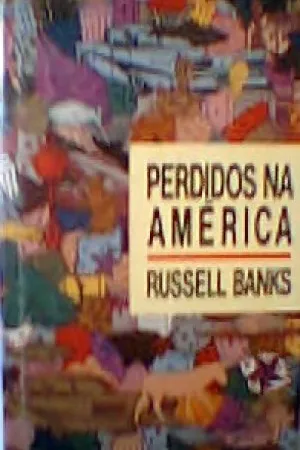 PERDIDOS NA
AMÉRICA
RUSSELL BANKS